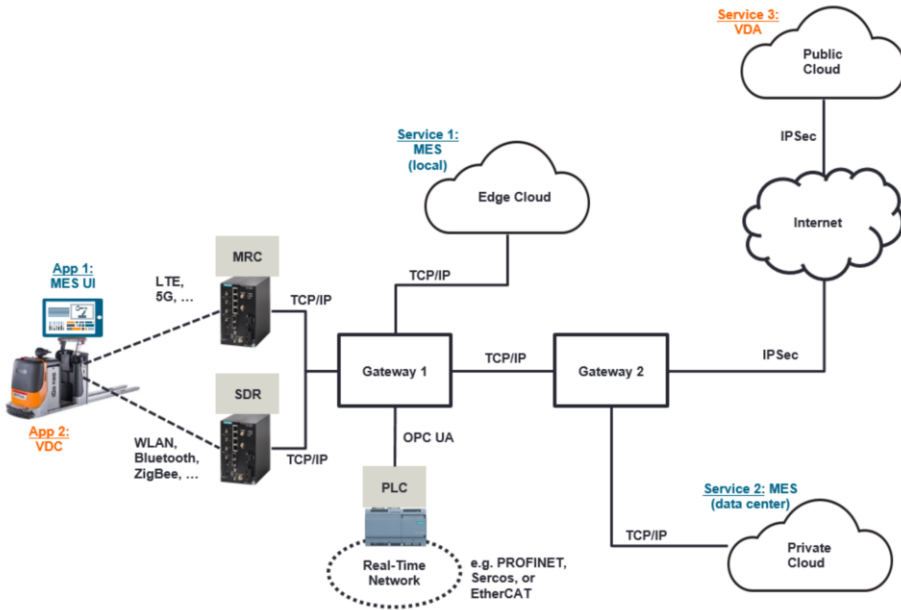 Service 3:
VDA
Public
Cloud
IPSec
Service 1:
MES
(local)
Edge Cloud
Internet
App 1:
MES UI
LTE,
5G, ...
MRC
TCP/IP
TCP/IP
Gateway 1
TCP/IP
Gateway 2
IPSec
SDR
App 2:
VDC
WLAN,
Bluetooth,
ZigBee, ...
TCP/IP
OPC UA
PLC
Service 2: MES
(data center)
TCP/IP
Private
Cloud
Real-Time
Network
e.g. PROFINET,
Sercos, or
EtherCAT